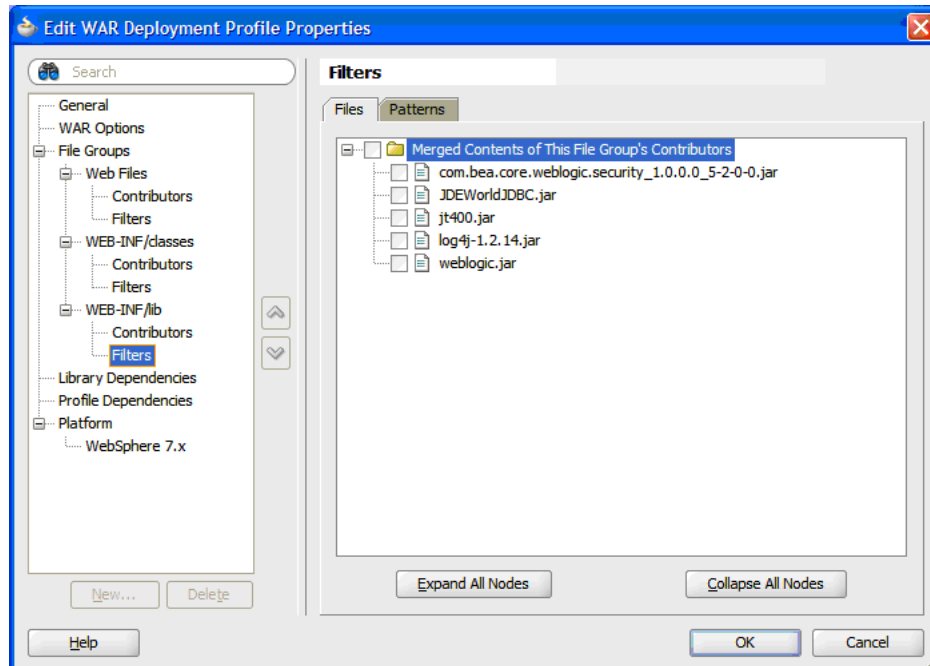 Edit WAR Deployment Profile Properties
Search
General
WAR Options
File Groups
Web Files
Contributors
Filters
WEB-INF/classes
Contributors
Filters
WEB-INF/lib
Contributors
Filters
Library Dependencies
Profile Dependencies
Platform
WebSphere 7.x
New...
Delete
Filters
Files
Patterns
Merged Contents of This File Group's Contributors
com.bea.core.weblogic.security_1.0.0.0_5-2-0-0.jar
JDEWorldJDBC.jar
jt400.jar
log4j-1.2.14.jar
weblogic.jar
Expand All Nodes
Collapse All Nodes
Help
OK
Cancel